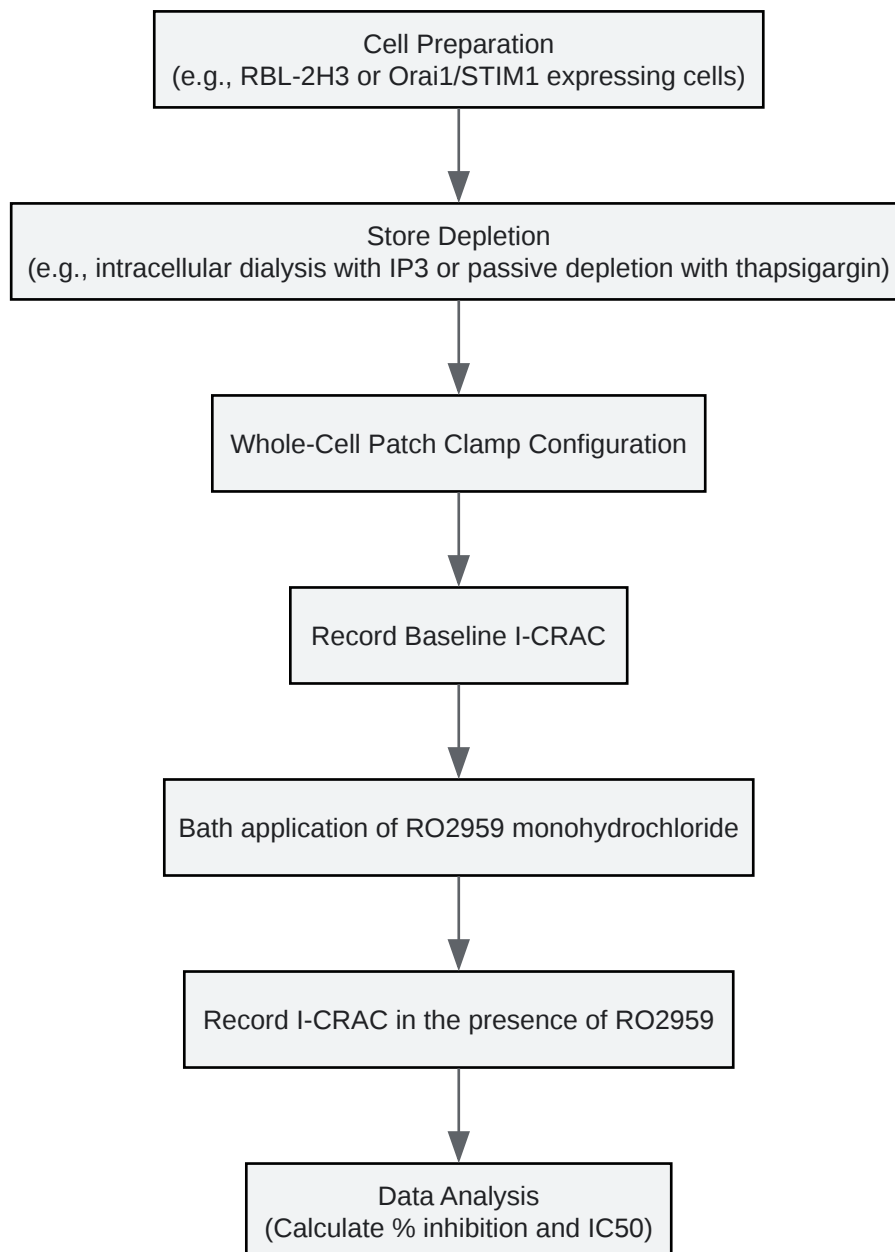 Cell Preparation
(e.g., RBL-2H3 or Orai1/STIM1 expressing cells)
Store Depletion
(e.g., intracellular dialysis with IP3 or passive depletion with thapsigargin)
Whole-Cell Patch Clamp Configuration
Record Baseline I-CRAC
Bath application of RO2959 monohydrochloride
Record I-CRAC in the presence of RO2959
Data Analysis
(Calculate % inhibition and IC50)